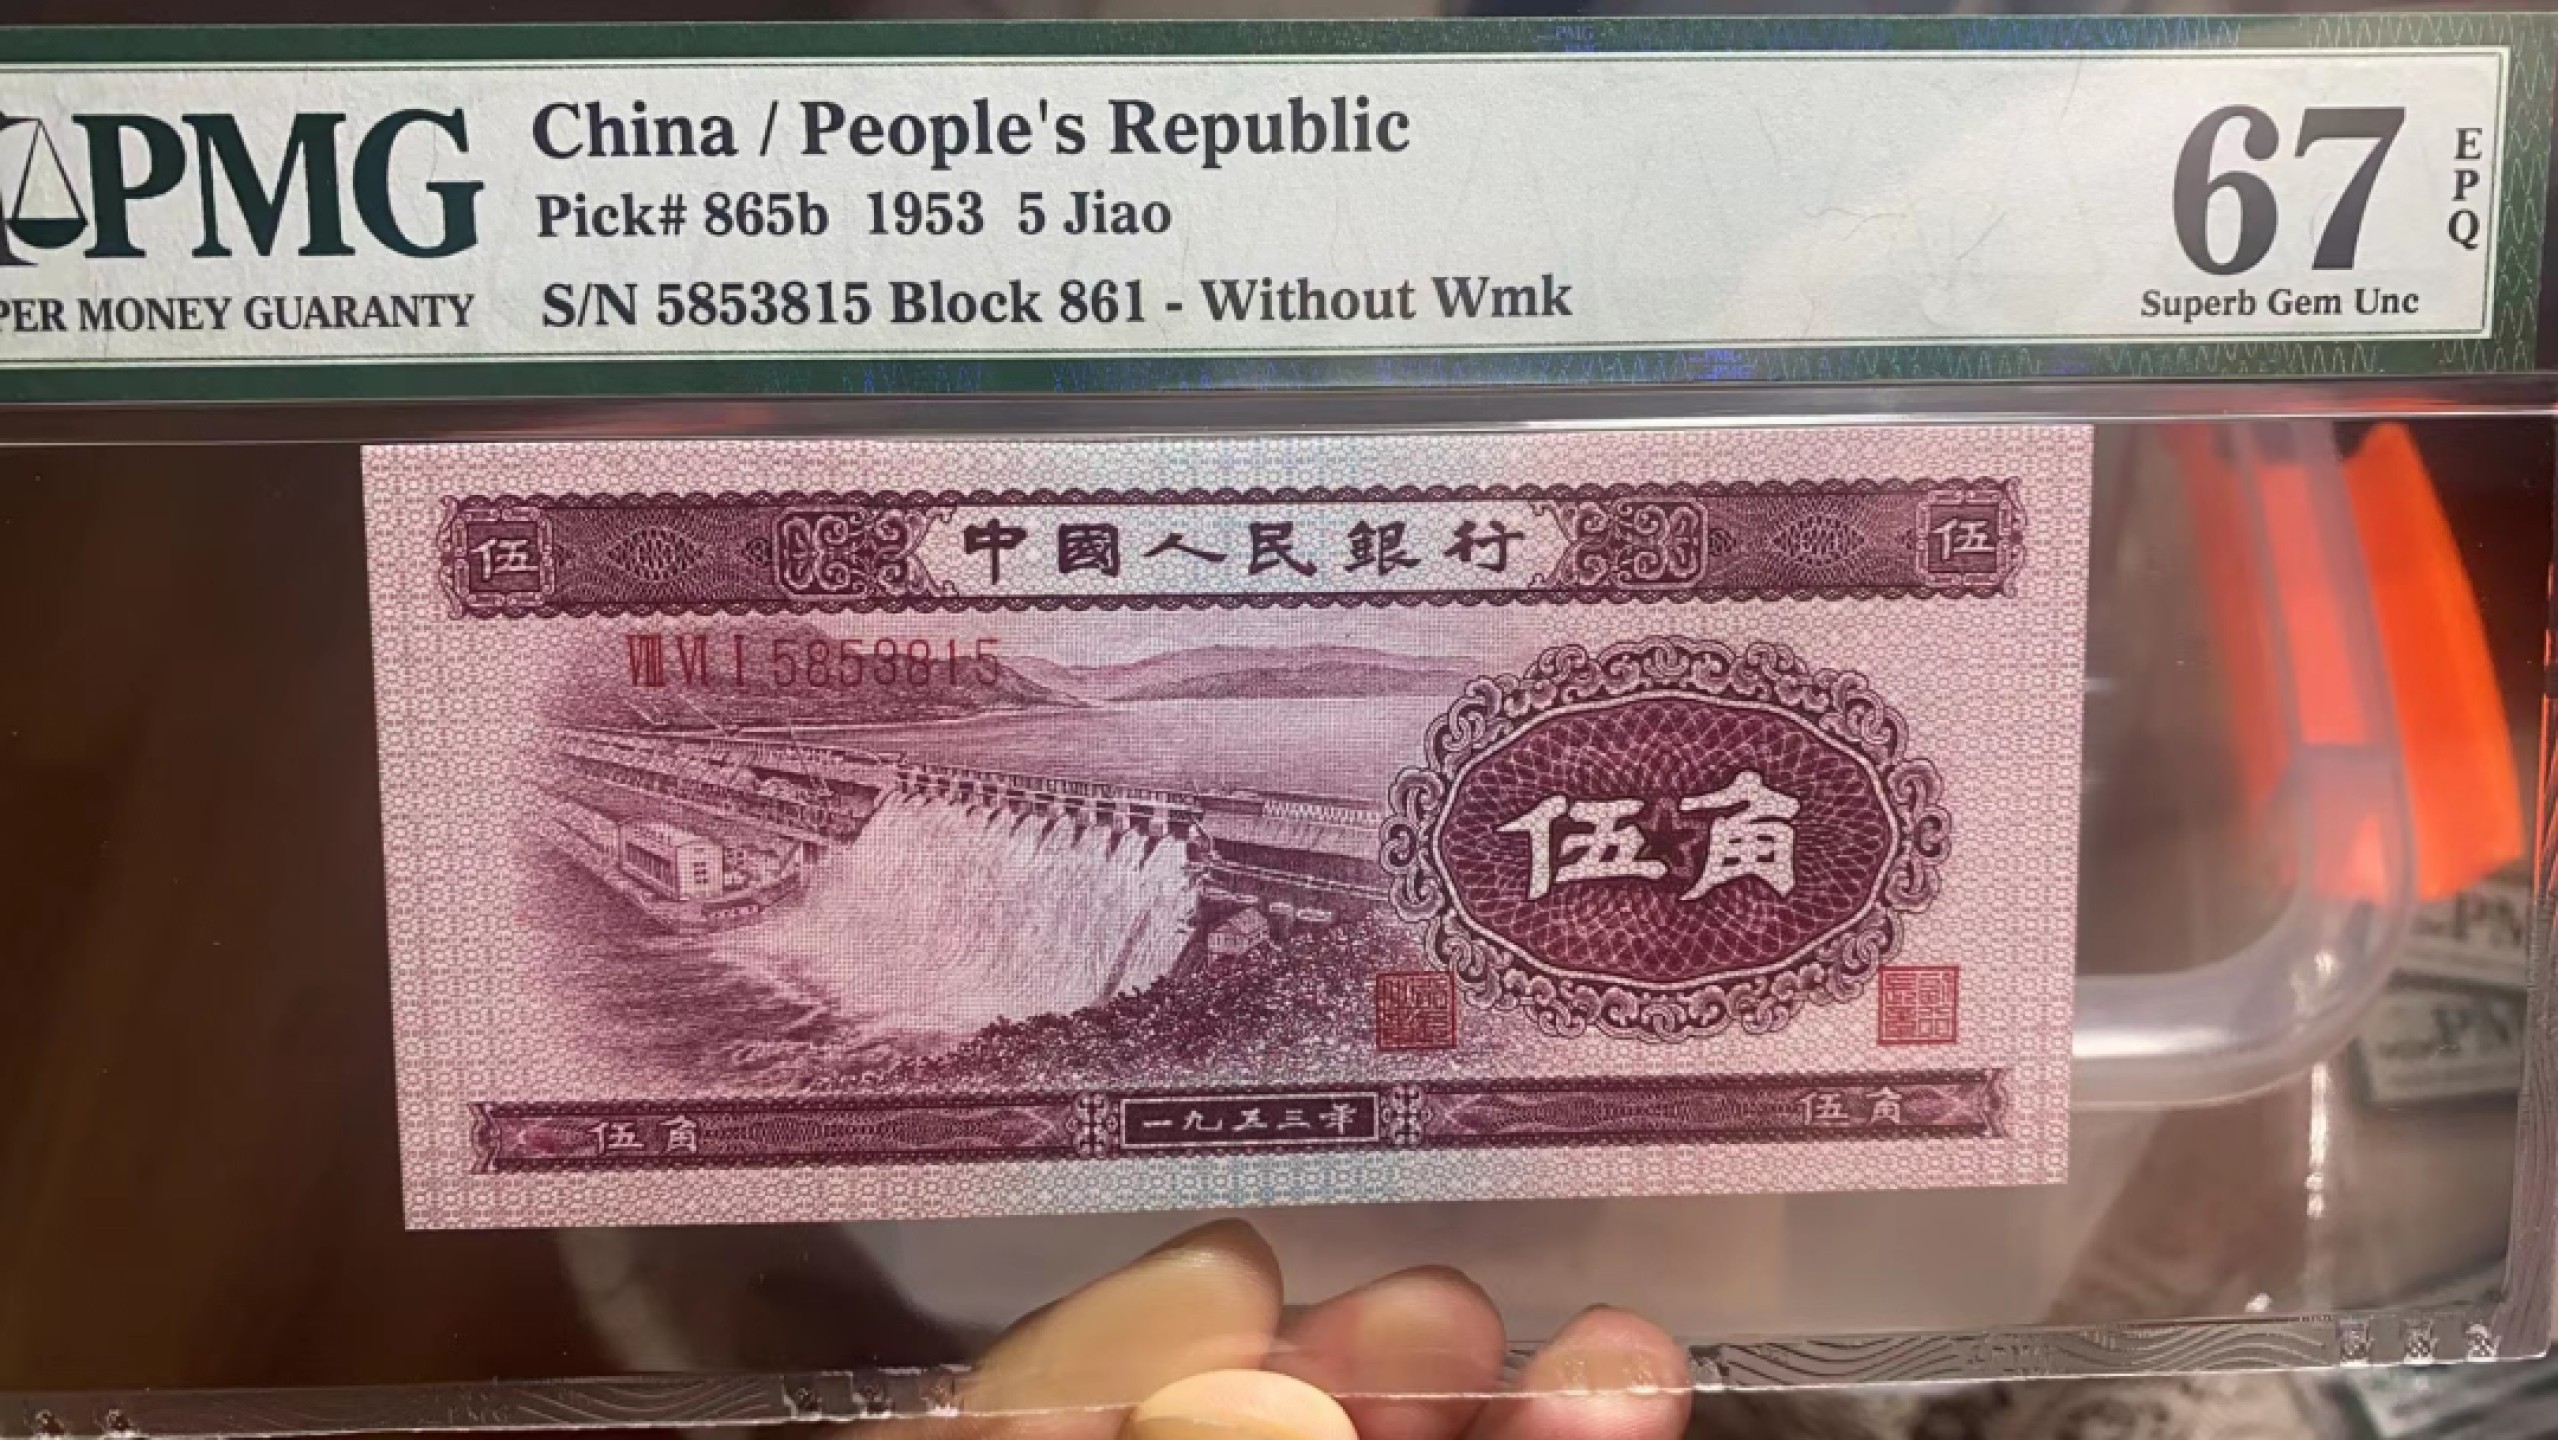 PMG
PER MONEY GUARANTY
China / People's Republic
Pick# 865b 1953 5 Jiao
S/N 5853815 Block 861 - Without Wmk
67
EPQ
Superb Gem Unc
伍 中國人民銀行 伍
ⅧⅥⅠ 5853815
伍角
伍角 一九五三年 伍角